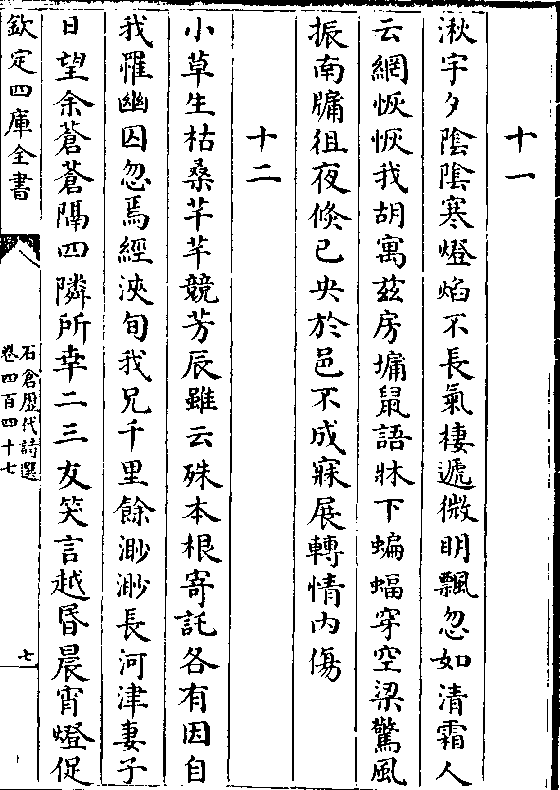 十一
湫宇夕陰陰寒燈焰不長氣棲遞微明飄忽如清霜人
云網恢恢我胡寓兹房墉鼠語牀下蝙蝠穿空梁驚風
振南牖徂夜倏已央於邑不成寐展轉情内傷
十二
小草生枯桑芊芊競芳辰雖云殊本根寄託各有因自
我罹幽囚忽焉經浹旬我兄千里餘渺渺長河津妻子
日望余蒼蒼隔四隣所幸二三友笑言越昏晨宵燈促
欽定四庫全書
石倉歴代詩選
卷四百四十七
七